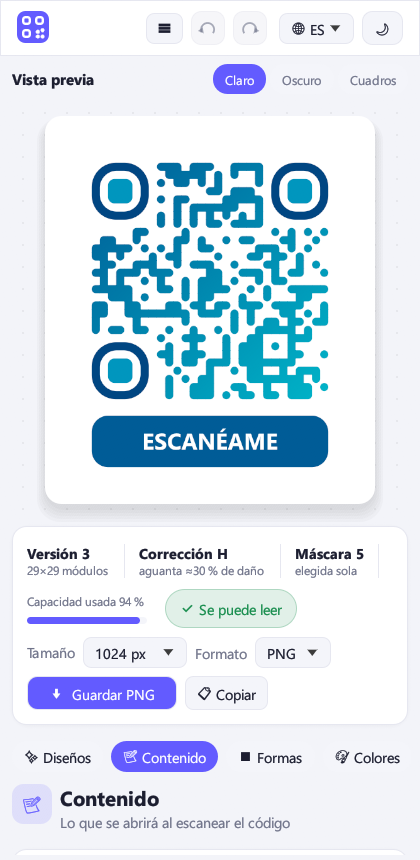 ES
Vista previa
Claro
Oscuro
Cuadros
ESCANÉAME
Versión 3
29×29 módulos
Corrección H
aguanta ≈30 % de daño
Máscara 5
elegida sola
Capacidad usada 94 %
Se puede leer
Tamaño
1024 px
Formato
PNG
Guardar PNG
Copiar
Diseños
Contenido
Formas
Colores
Contenido
Lo que se abrirá al escanear el código